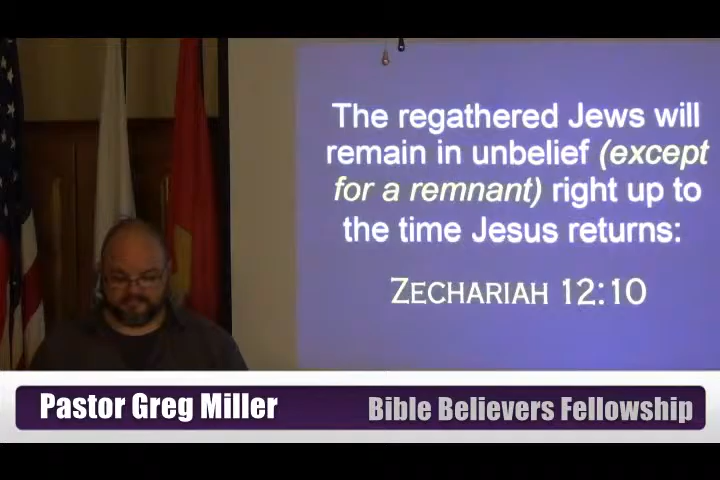 The regathered Jews will
remain in unbelief (except
for a remnant) right up to
the time Jesus returns:
ZECHARIAH 12:10
Pastor Greg Miller
Bible Believers Fellowship